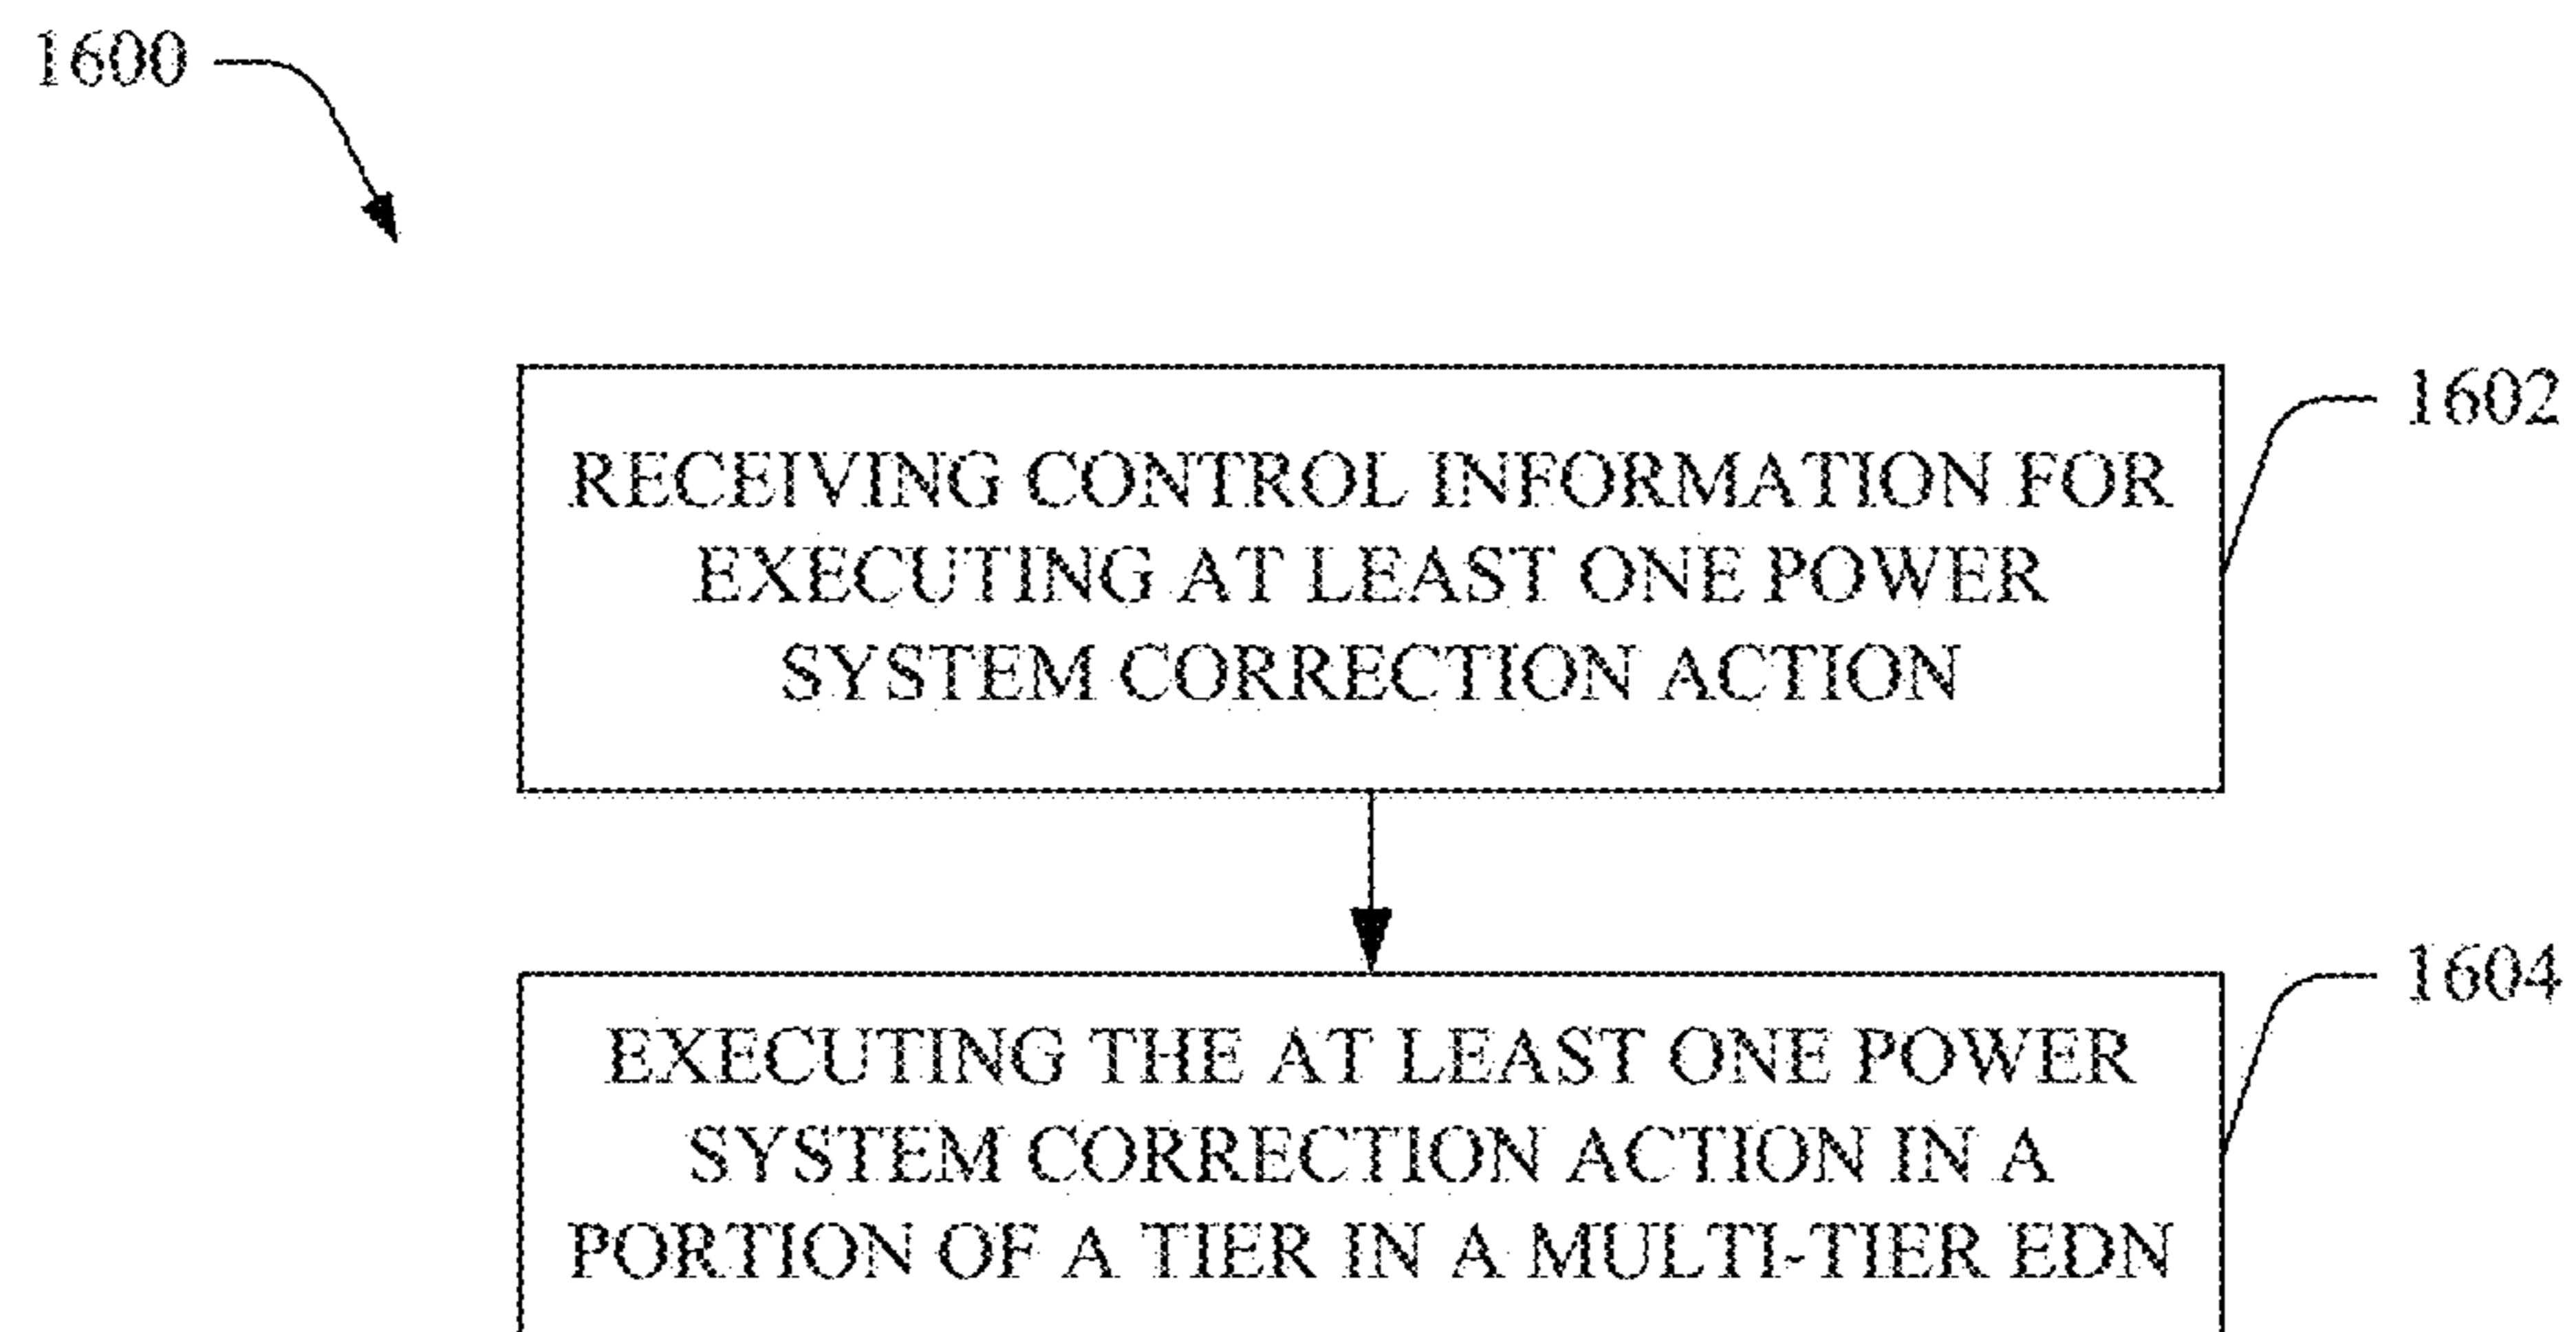 1600
1602
RECEIVING CONTROL INFORMATION FOR
EXECUTING AT LEAST ONE POWER
SYSTEM CORRECTION ACTION
1604
EXECUTING THE AT LEAST ONE POWER
SYSTEM CORRECTION ACTION IN A
PORTION OF A TIER IN A MULTI-TIER EDN